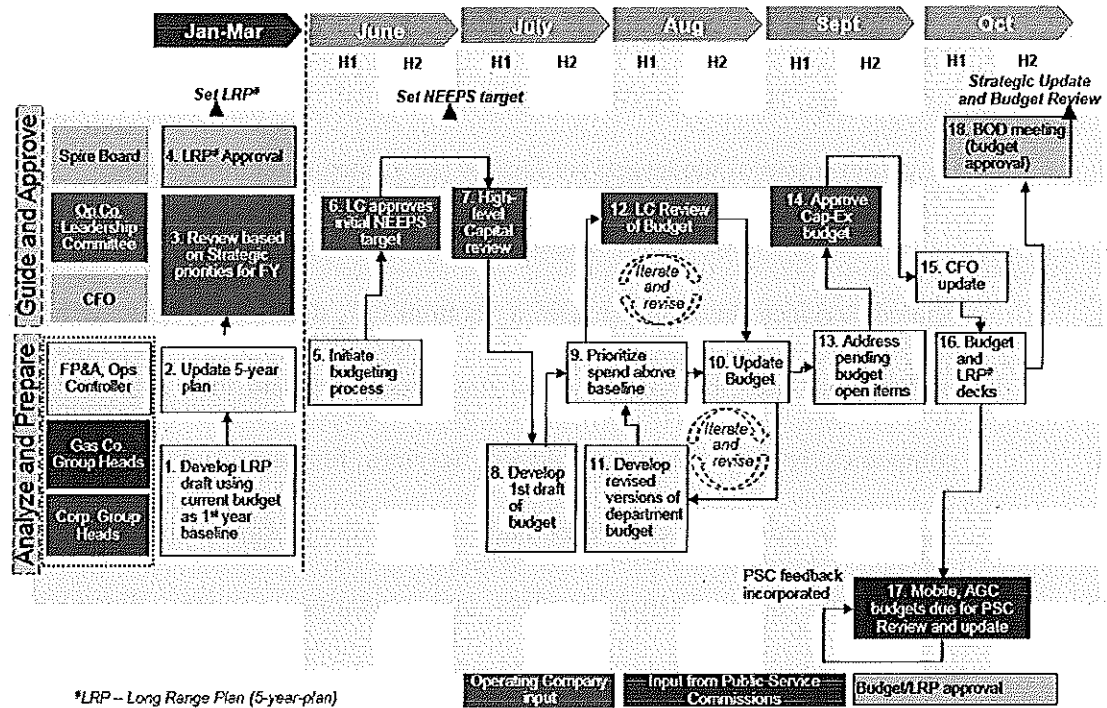 Jan-Mar
June
July
Aug
Sept
Oct
H1
H2
H1
H2
H1
H2
H1
H2
H1
H2
Set LRP#
Set NEEPS target
Strategic Update
and Budget Review
Guide and Approve
Spire Board
Op.Co.
Leadership
Committee
CFO
4. LRP# Approval
3. Review based
on Strategic
priorities for FY
6. LC approves
initial NEEPS
target
7. High-
level
Capital
review
12. LC Review
of Budget
Iterate
and
revise
14. Approve
Cap-Ex
budget
15. CFO
update
18. BOD meeting
(budget
approval)
Analyze and Prepare
FP&A, Ops
Controller
Gas Co.
Group Heads
Corp. Group
Heads
2. Update 5-year
plan
1. Develop LRP
draft using
current budget
as 1st year
baseline
5. Initiate
budgeting
process
9. Prioritize
spend above
baseline
10. Update
Budget
13. Address
pending
budget
open items
16. Budget
and
LRP#
decks
8. Develop
1st draft
of
budget
11. Develop
revised
versions of
department
budget
Iterate
and
revise
PSC feedback
incorporated
17. Mobile, AGC
budgets due for PSC
Review and update
#LRP -- Long Range Plan (5-year-plan)
Operating Company
input
Input from Public Service
Commissions
Budget/LRP approval